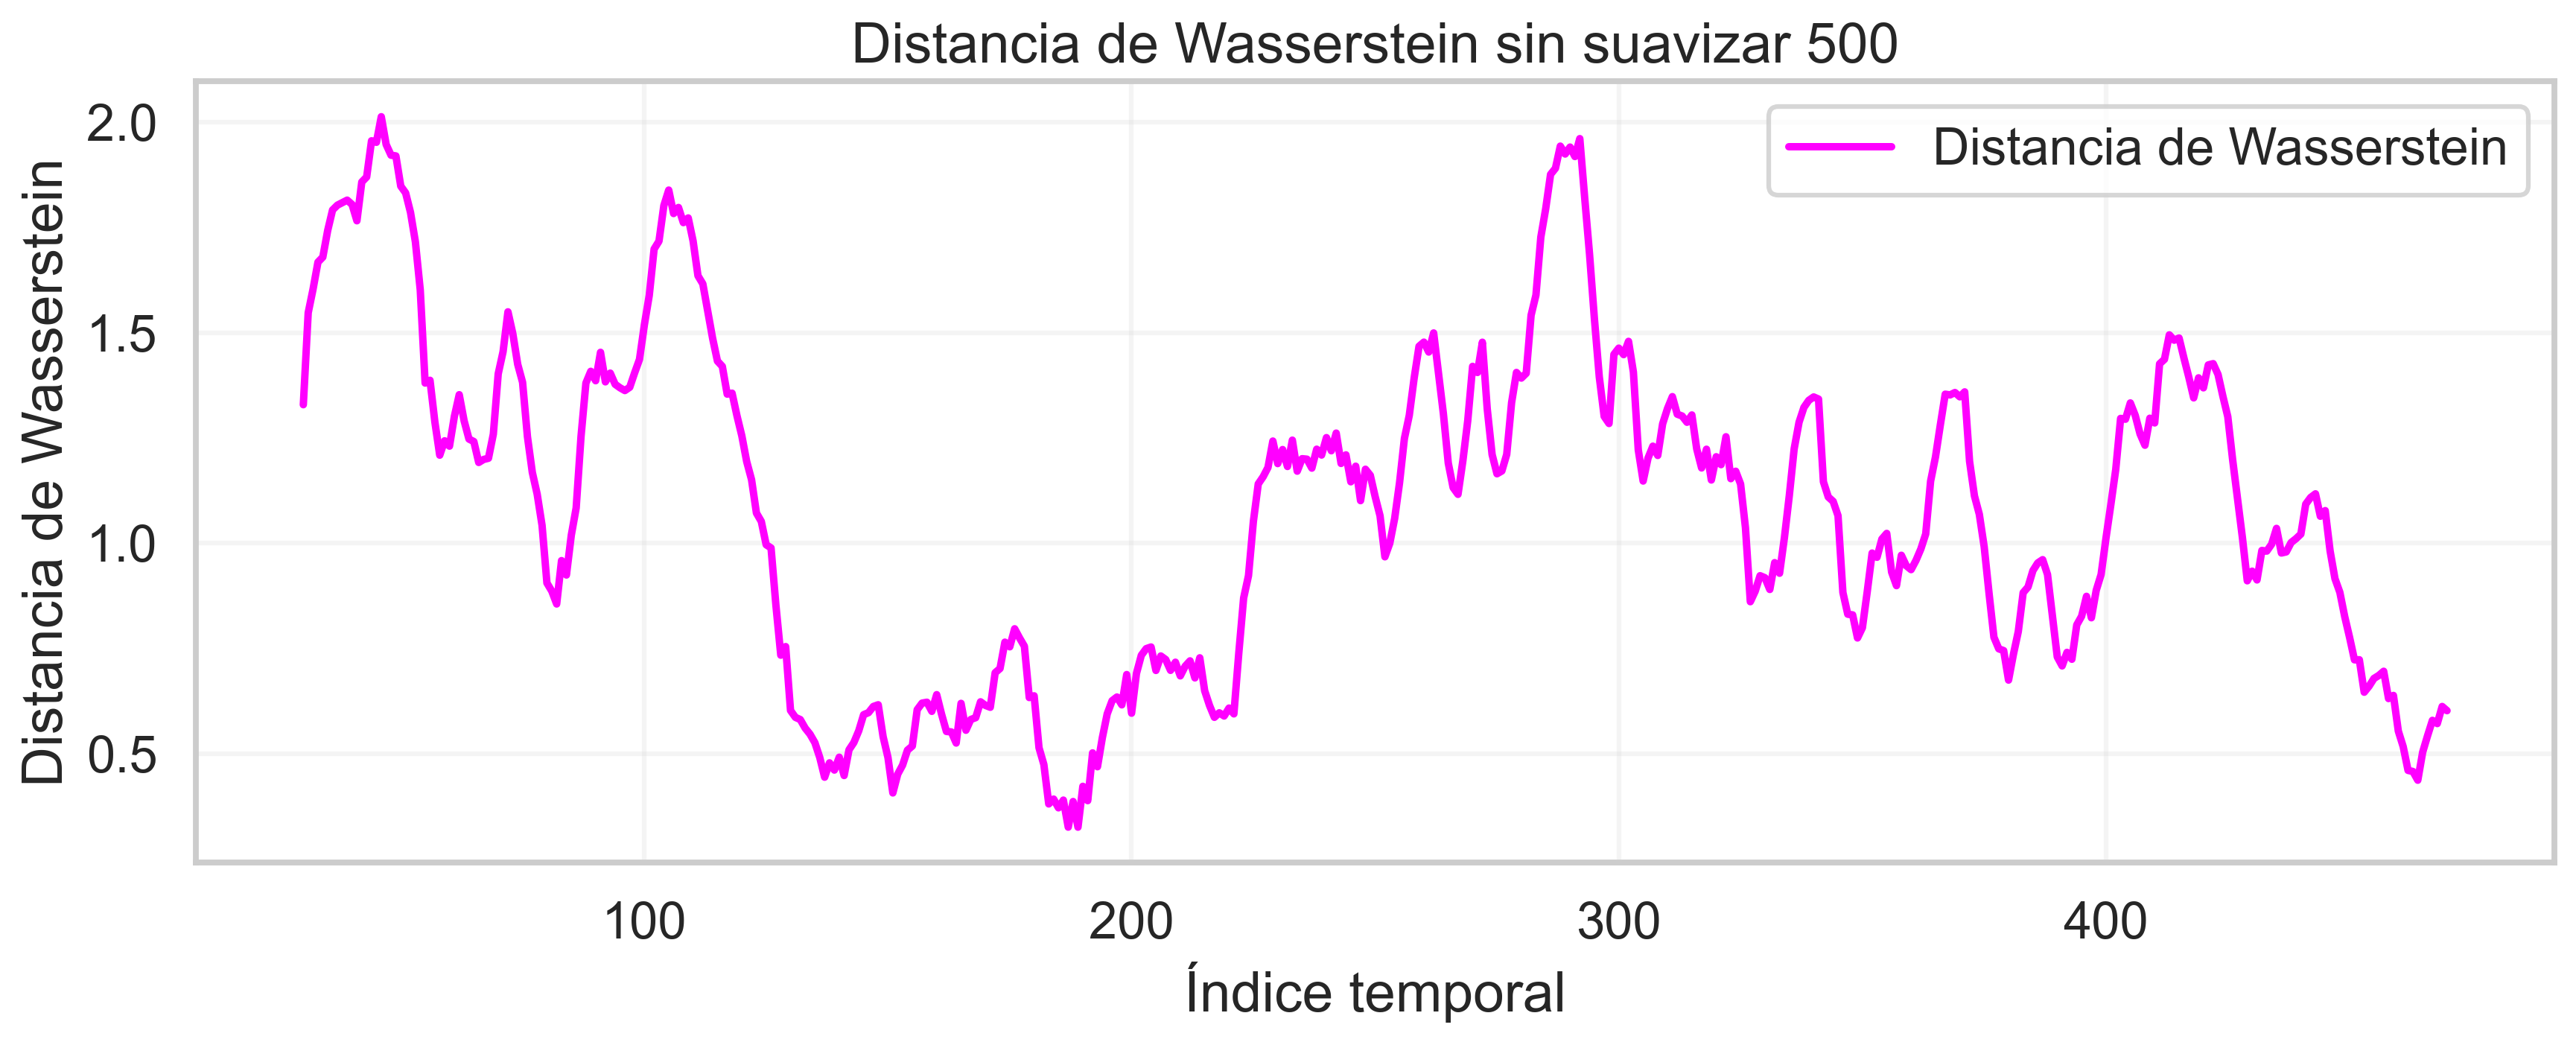 Distancia de Wasserstein sin suavizar 500
Distancia de Wasserstein
2.0
1.5
1.0
0.5
Distancia de Wasserstein
100
200
300
400
Índice temporal